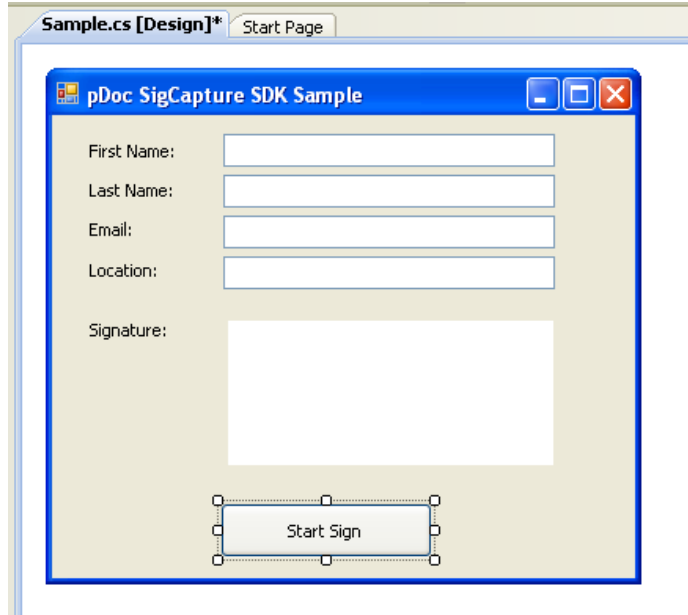 Sample.cs [Design]* Start Page
pDoc SigCapture SDK Sample
First Name:
Last Name:
Email:
Location:
Signature:
Start Sign